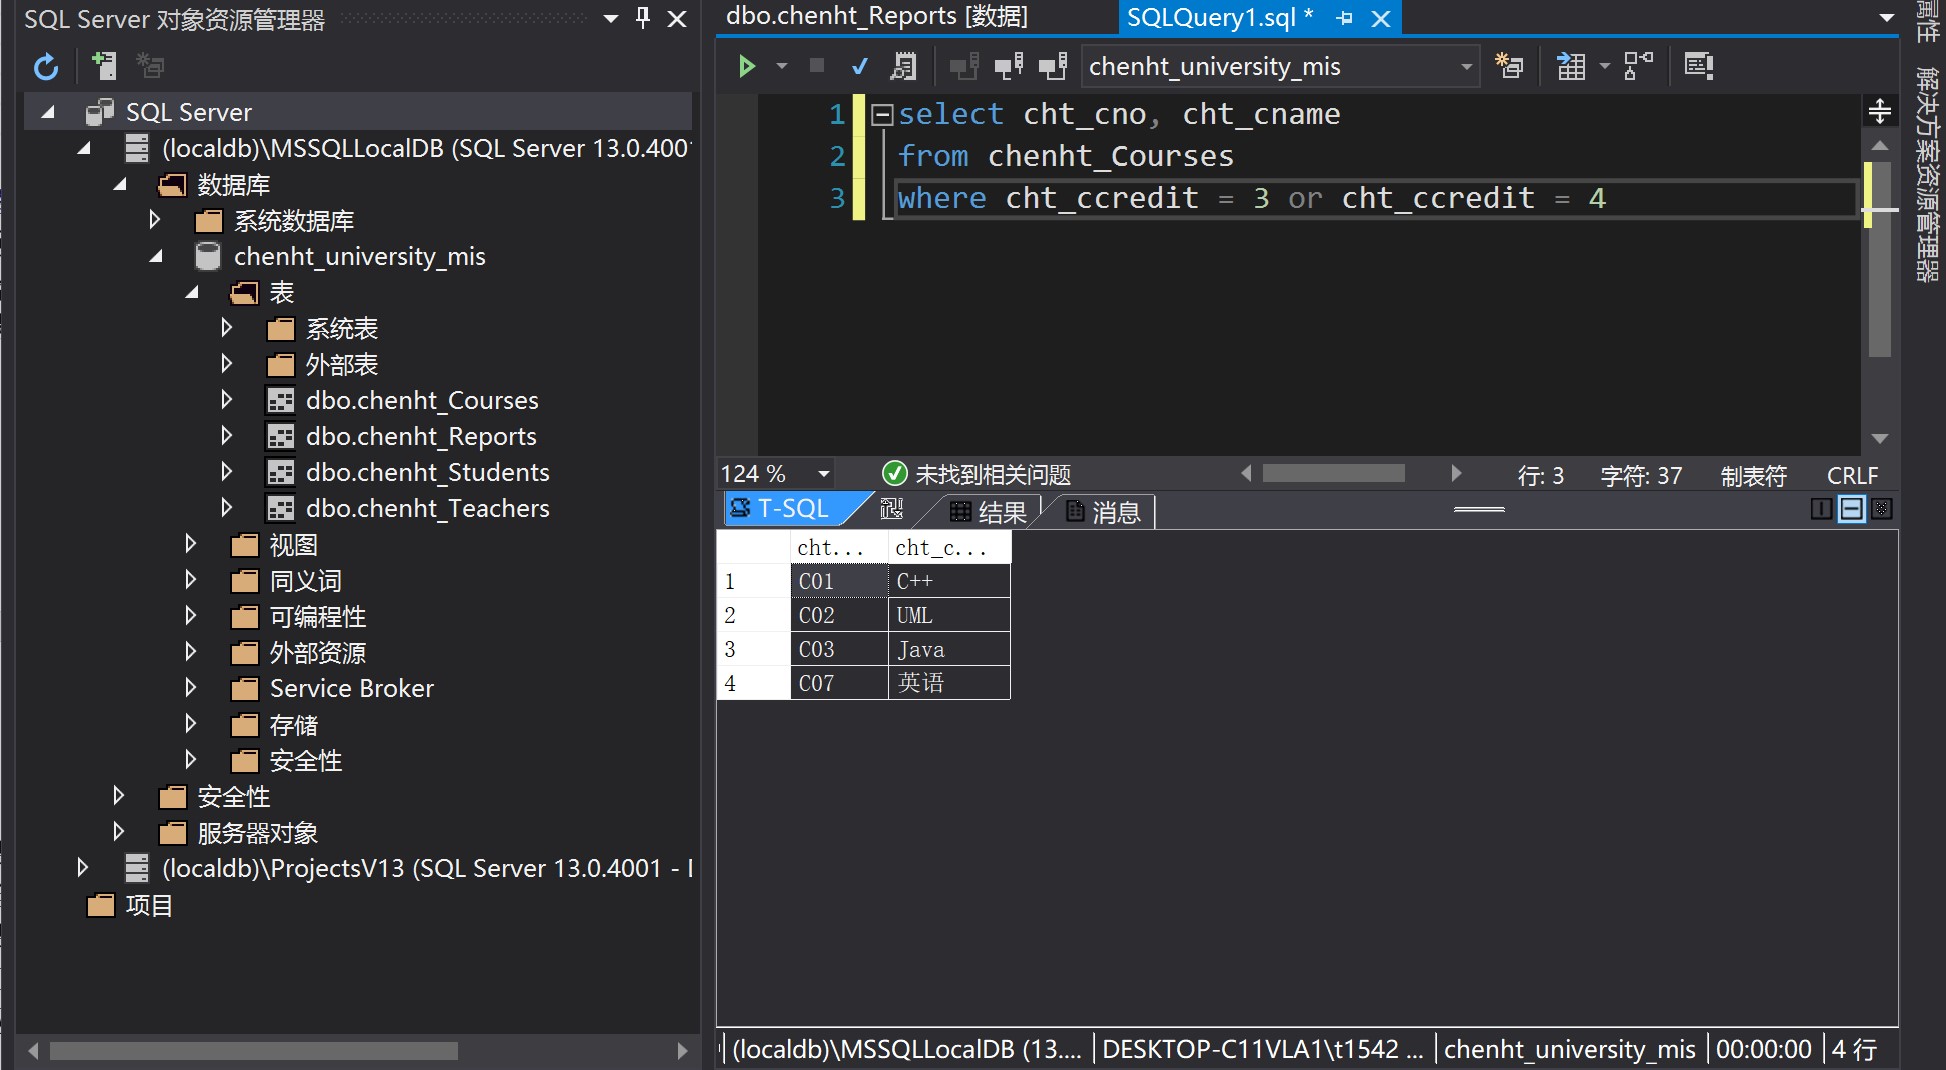 SQL Server 对象资源管理器
SQL Server
(localdb)\MSSQLLocalDB (SQL Server 13.0.4001
数据库
系统数据库
chenht_university_mis
表
系统表
外部表
dbo.chenht_Courses
dbo.chenht_Reports
dbo.chenht_Students
dbo.chenht_Teachers
视图
同义词
可编程性
外部资源
Service Broker
存储
安全性
安全性
服务器对象
(localdb)\ProjectsV13 (SQL Server 13.0.4001 - 
项目
dbo.chenht_Reports [数据]
SQLQuery1.sql *
chenht_university_mis
1 select cht_cno, cht_cname
2 from chenht_Courses
3 where cht_ccredit = 3 or cht_ccredit = 4
124 %
未找到相关问题
行: 3
字符: 37
制表符
CRLF
T-SQL
结果
消息
cht... cht_c...
1 C01 C++
2 C02 UML
3 C03 Java
4 C07 英语
(localdb)\MSSQLLocalDB (13.... DESKTOP-C11VLA1\t1542 ... chenht_university_mis 00:00:00 4 行
属性
解决方案资源管理器